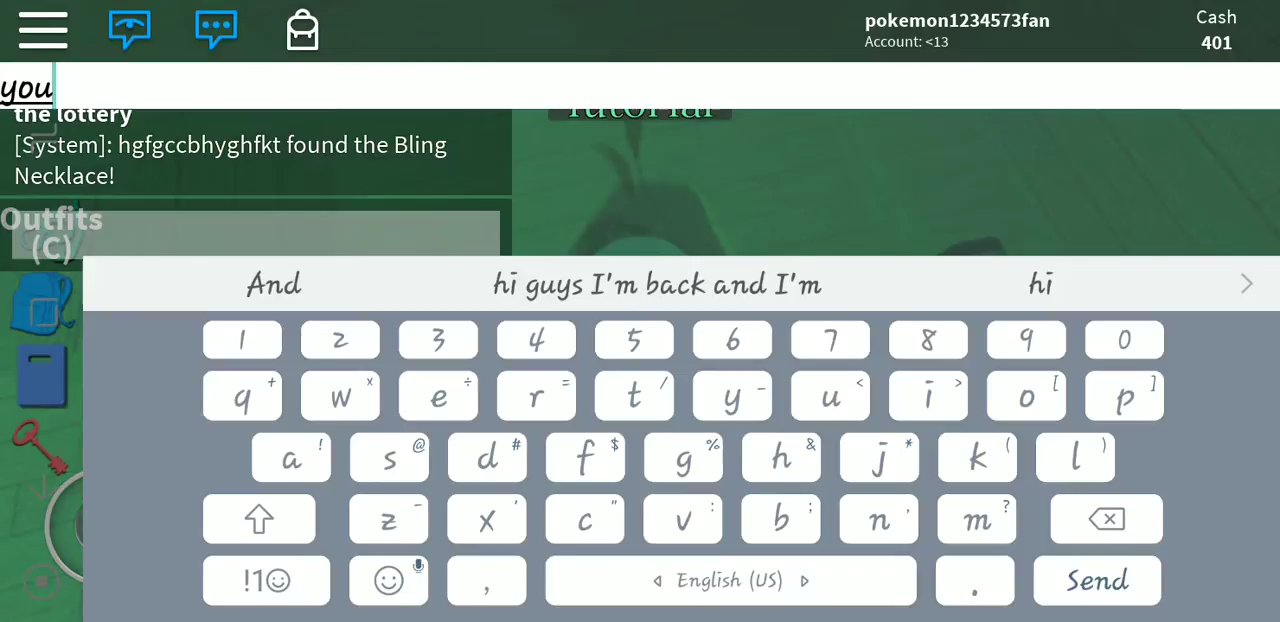 pokemon1234573fan
Account: <13
Cash
401
you
the lottery
Tutorial
[System]: hgfgccbhyghfkt found the Bling
Necklace!
Outfits
(C)
And
hi guys I'm back and I'm
hi
1 2 3 4 5 6 7 8 9 0
q + w x e ÷ r = t / y - u < i > o [ p ]
a ! s @ d # f $ g % h & j * k ( l )
z - x ' c " v : b ; n , m ?
!1☺ , English (US) . Send